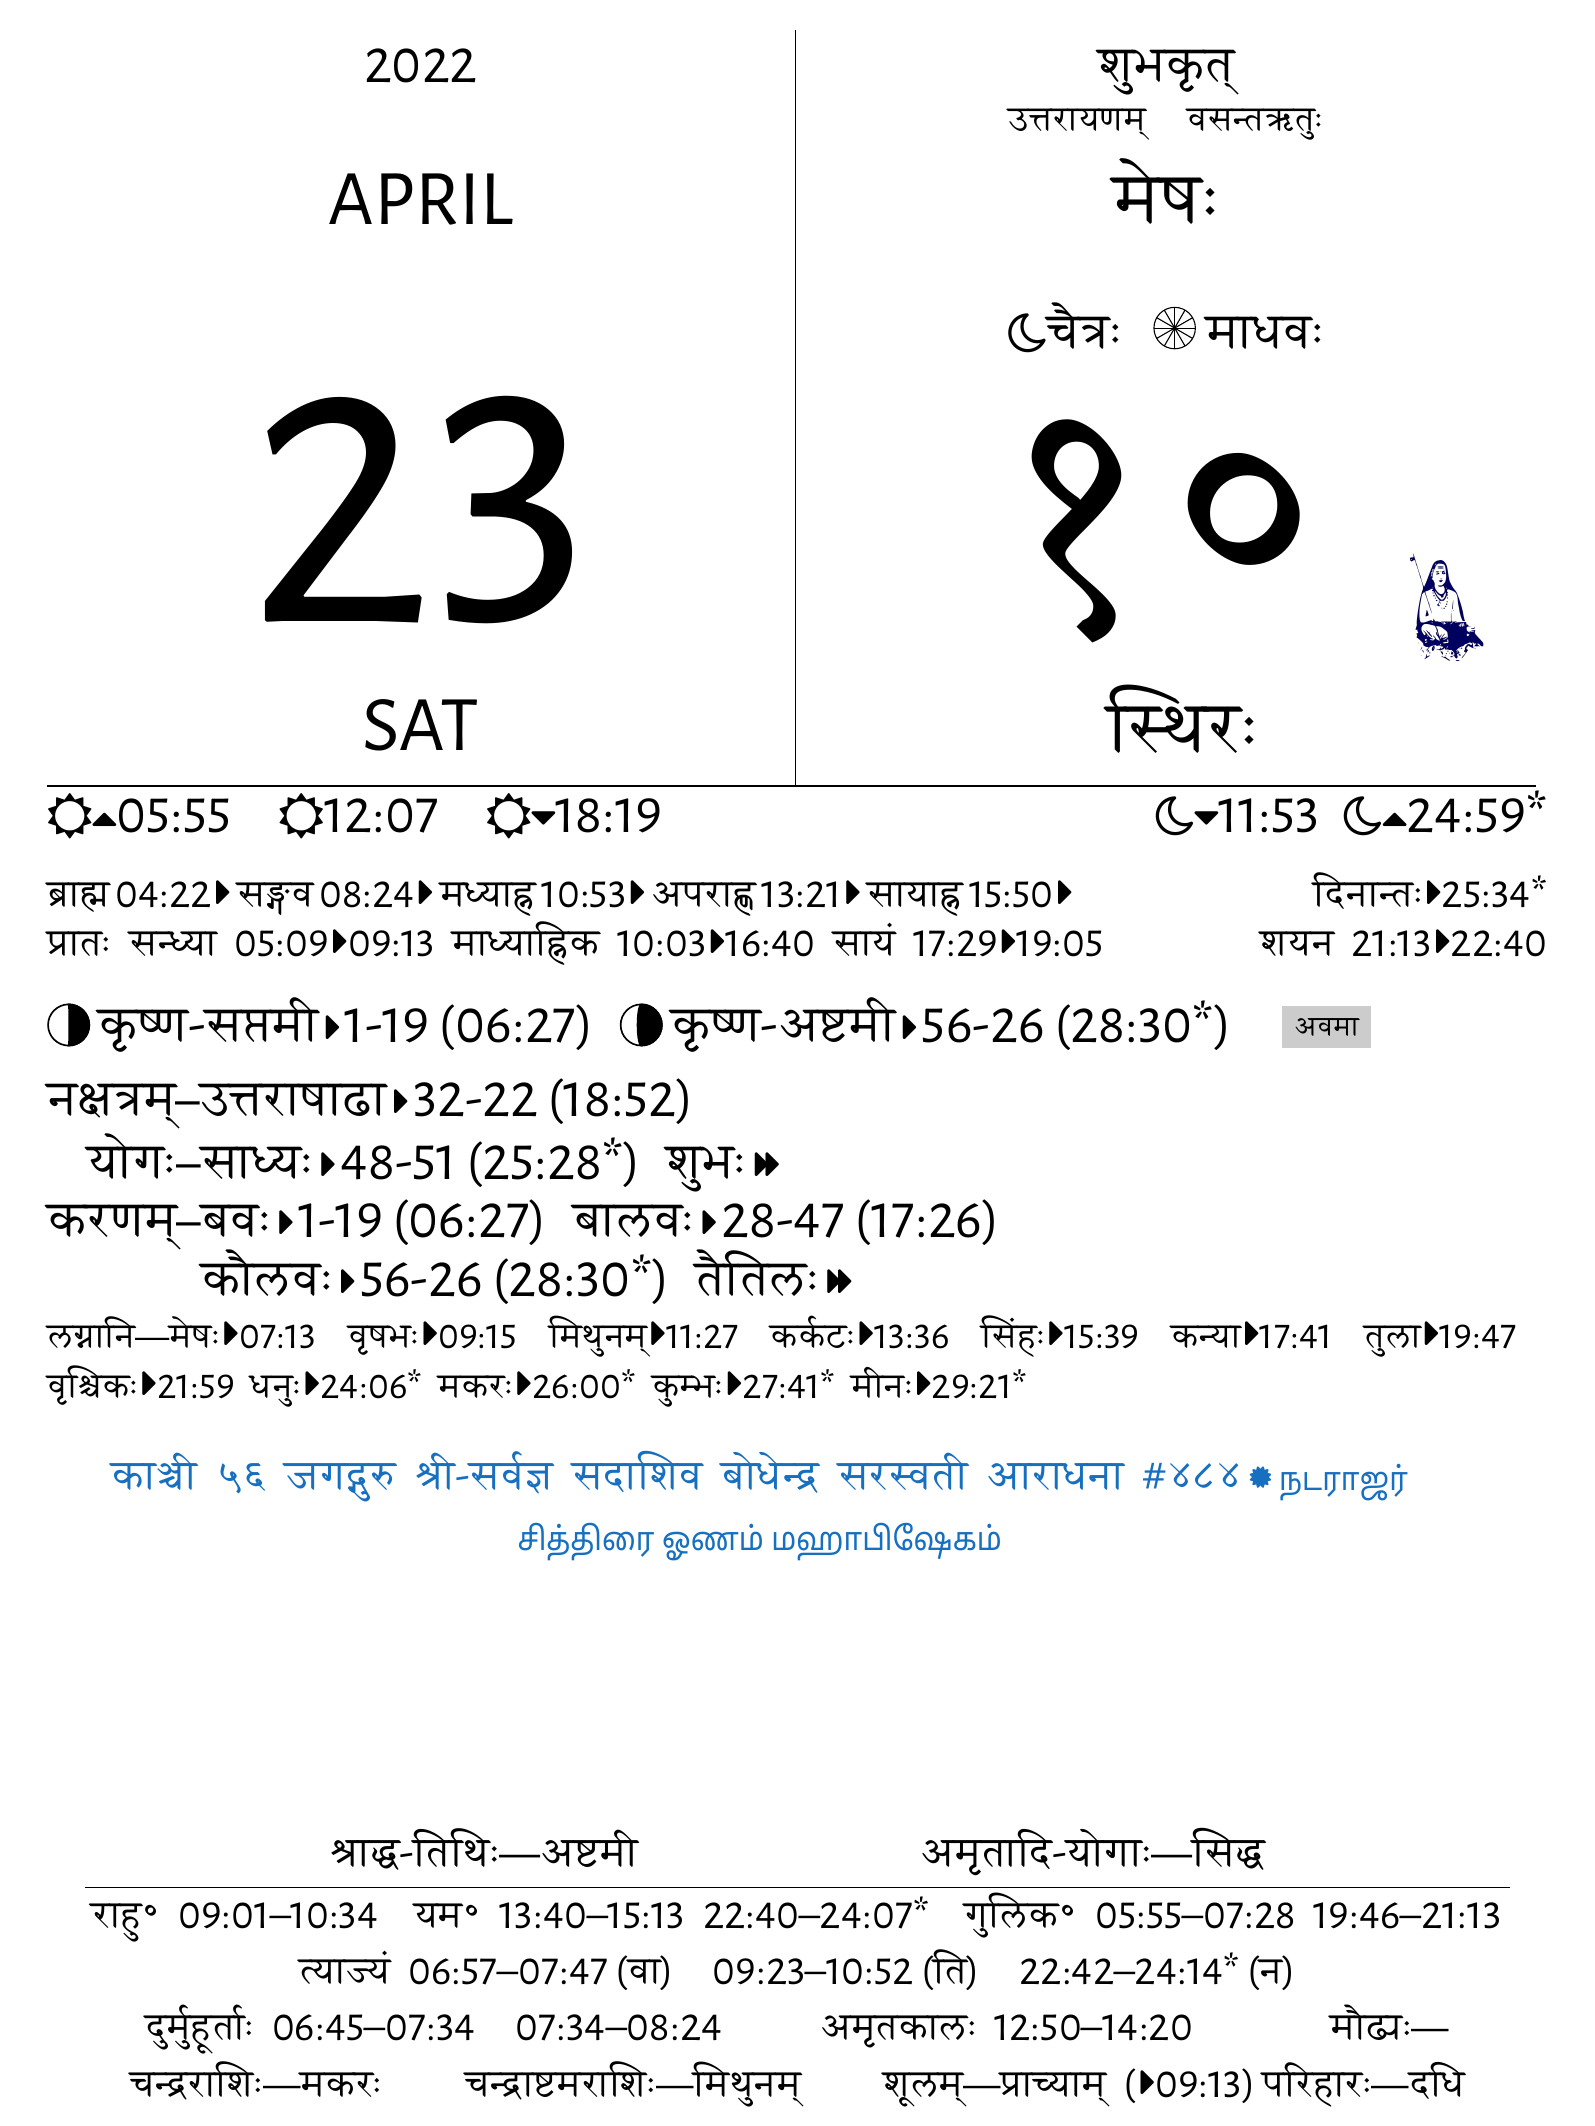 2022
APRIL
23
SAT
शुभकृत्
उत्तरायणम् वसन्तऋतुः
मेषः
चैत्रः माधवः
१०
स्थिरः
05:55 12:07 18:19 11:53 24:59*
ब्राह्म 04:22 सङ्गव 08:24 मध्याह्न 10:53 अपराह्ण 13:21 सायाह्न 15:50 दिनान्तः 25:34*
प्रातः सन्ध्या 05:09 09:13 माध्याह्निक 10:03 16:40 सायं 17:29 19:05 शयन 21:13 22:40
कृष्ण-सप्तमी 1-19 (06:27) कृष्ण-अष्टमी 56-26 (28:30*) अवमा
नक्षत्रम्–उत्तराषाढा 32-22 (18:52)
योगः–साध्यः 48-51 (25:28*) शुभः
करणम्–बवः 1-19 (06:27) बालवः 28-47 (17:26)
कौलवः 56-26 (28:30*) तैतिलः
लग्नानि—मेषः 07:13 वृषभः 09:15 मिथुनम् 11:27 कर्कटः 13:36 सिंहः 15:39 कन्या 17:41 तुला 19:47
वृश्चिकः 21:59 धनुः 24:06* मकरः 26:00* कुम्भः 27:41* मीनः 29:21*
काञ्ची ५६ जगद्गुरु श्री-सर्वज्ञ सदाशिव बोधेन्द्र सरस्वती आराधना #४८४ நடராஜர்
சித்திரை ஓணம் மஹாபிஷேகம்
श्राद्ध-तिथिः—अष्टमी अमृतादि-योगाः—सिद्ध
राहु° 09:01–10:34 यम° 13:40–15:13 22:40–24:07* गुलिक° 05:55–07:28 19:46–21:13
त्याज्यं 06:57–07:47 (वा) 09:23–10:52 (ति) 22:42–24:14* (न)
दुर्मुहूर्ताः 06:45–07:34 07:34–08:24 अमृतकालः 12:50–14:20 मौढ्यः—
चन्द्रराशिः—मकरः चन्द्राष्टमराशिः—मिथुनम् शूलम्—प्राच्याम् (09:13) परिहारः—दधि